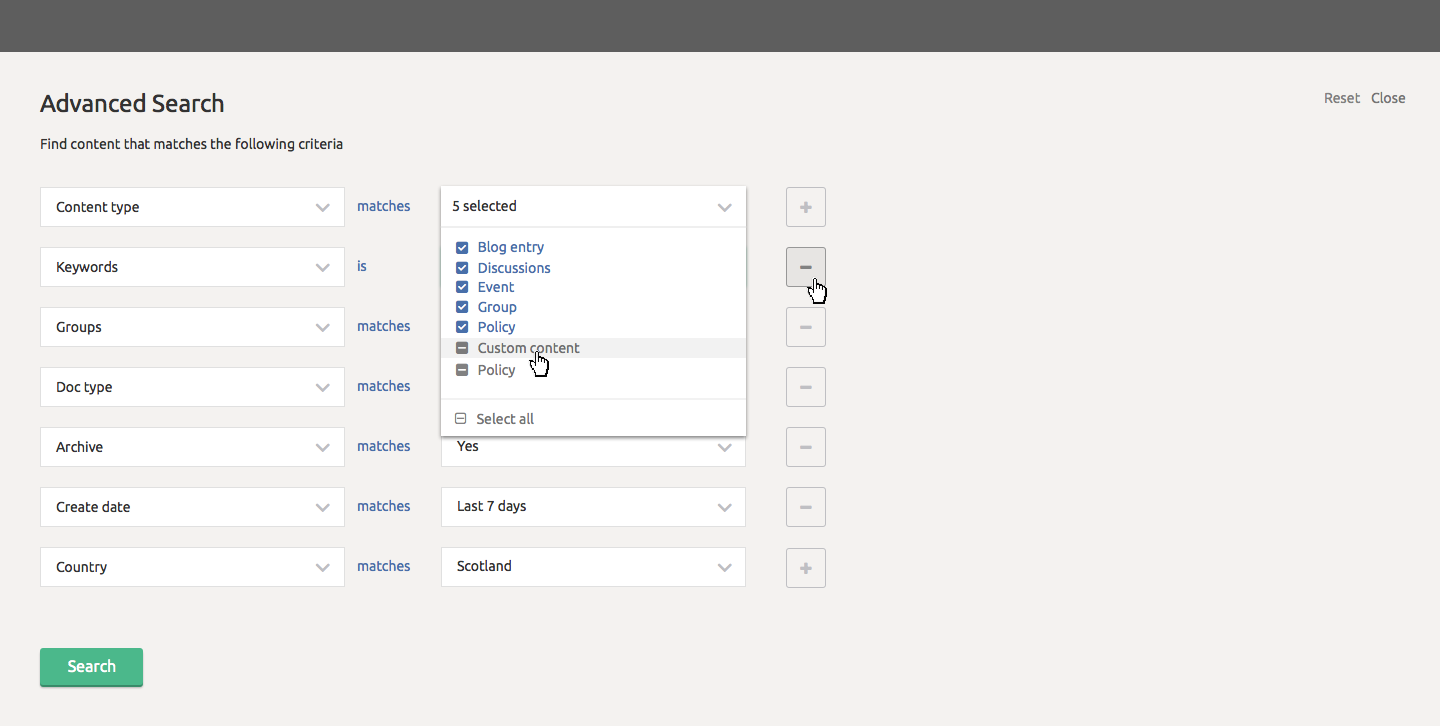 Advanced Search
Reset Close
Find content that matches the following criteria
Content type matches 5 selected
Blog entry
Keywords is
Discussions
Event
Group
Groups matches Policy
Custom content
Policy
Doc type matches
Select all
Archive matches Yes
Create date matches Last 7 days
Country matches Scotland
Search